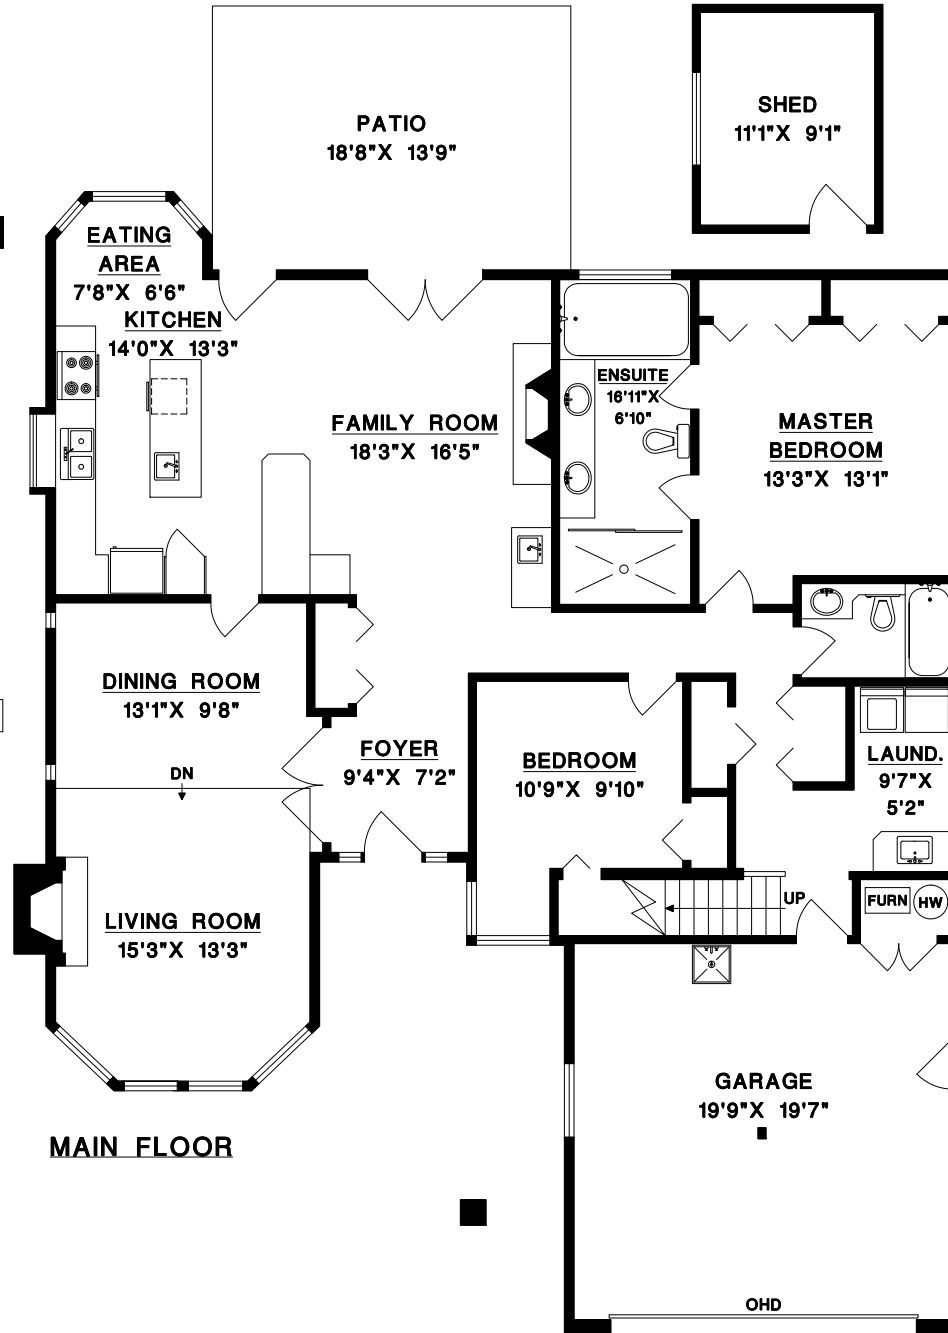 SHED
11'1"X 9'1"
PATIO
18'8"X 13'9"
EATING
AREA
7'8"X 6'6"
KITCHEN
14'0"X 13'3"
ENSUITE
16'11"X
6'10"
FAMILY ROOM
18'3"X 16'5"
MASTER
BEDROOM
13'3"X 13'1"
DINING ROOM
13'1"X 9'8"
FOYER
9'4"X 7'2"
BEDROOM
10'9"X 9'10"
LAUND.
9'7"X
5'2"
DN
UP
FURN
HW
LIVING ROOM
15'3"X 13'3"
GARAGE
19'9"X 19'7"
MAIN FLOOR
OHD